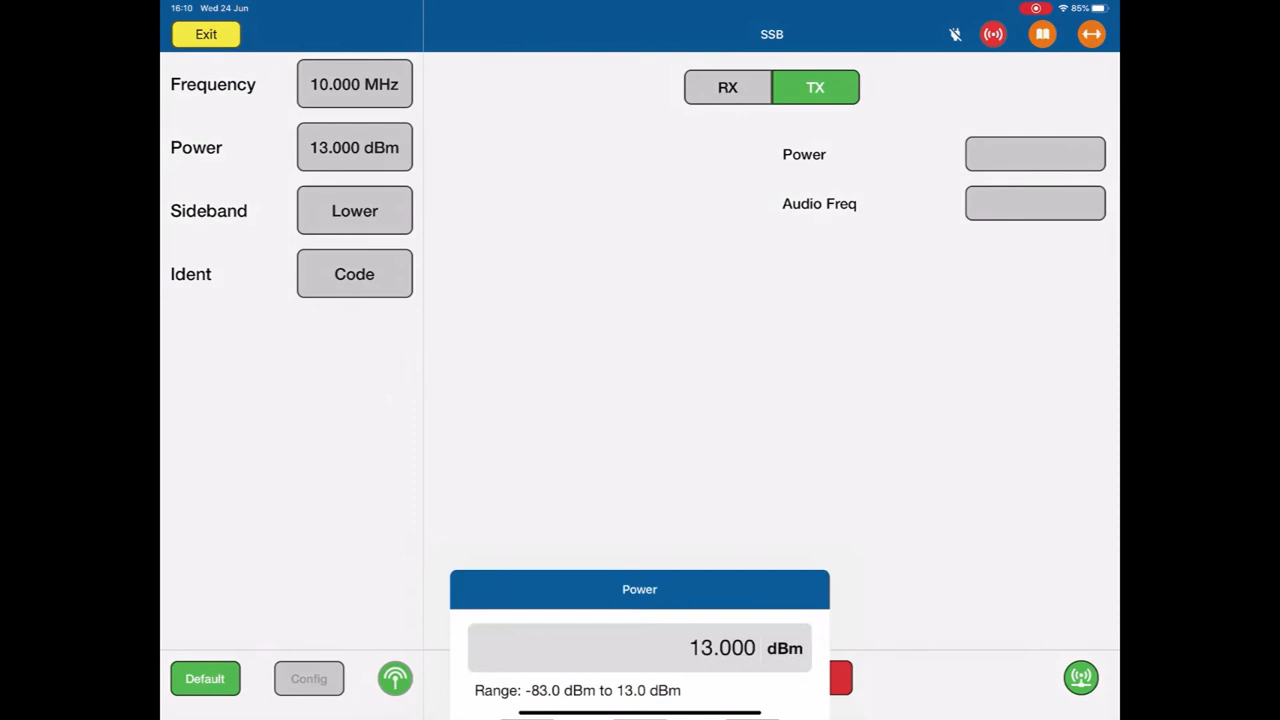 16:10 Wed 24 Jun
85%
Exit
SSB
Frequency
10.000 MHz
RX
TX
Power
13.000 dBm
Power
Sideband
Lower
Audio Freq
Ident
Code
Power
13.000 dBm
Range: -83.0 dBm to 13.0 dBm
Default
Config